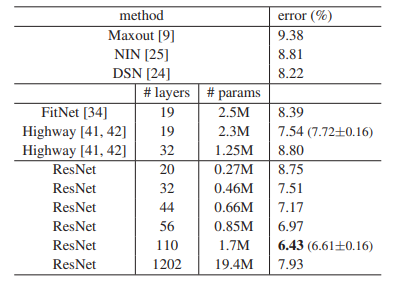 method error (%)
Maxout [9] 9.38
NIN [25] 8.81
DSN [24] 8.22
# layers # params
FitNet [34] 19 2.5M 8.39
Highway [41, 42] 19 2.3M 7.54 (7.72±0.16)
Highway [41, 42] 32 1.25M 8.80
ResNet 20 0.27M 8.75
ResNet 32 0.46M 7.51
ResNet 44 0.66M 7.17
ResNet 56 0.85M 6.97
ResNet 110 1.7M 6.43 (6.61±0.16)
ResNet 1202 19.4M 7.93